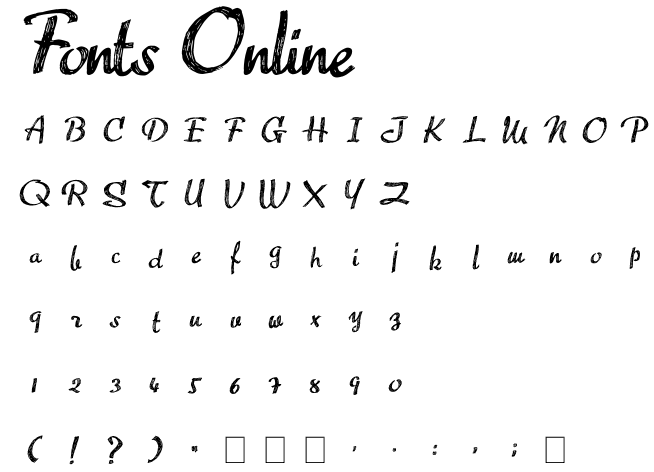 Fonts Online
A B C D E F G H I J K L M N O P
Q R S T U V W X Y Z
a b c d e f g h i j k l m n o p
q r s t u v w x y z
1 2 3 4 5 6 7 8 9 0
( ! ? ) " □ □ □ ' . : , ; □